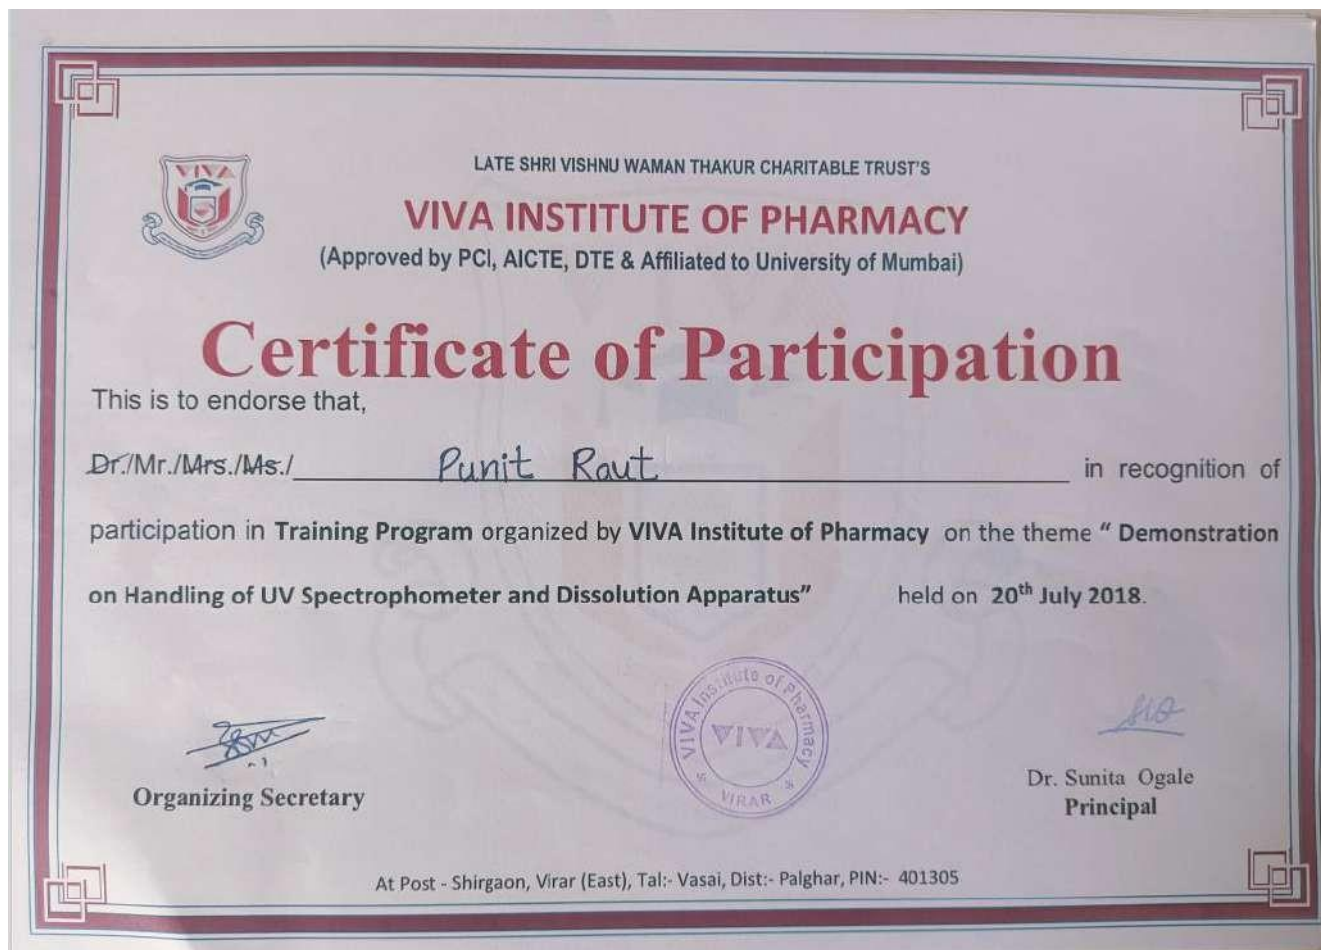 VIVA
LATE SHRI VISHNU WAMAN THAKUR CHARITABLE TRUST'S
VIVA INSTITUTE OF PHARMACY
(Approved by PCI, AICTE, DTE & Affiliated to University of Mumbai)
Certificate of Participation
This is to endorse that,
Dr./Mr./Mrs./Ms./ Punit Raut in recognition of
participation in Training Program organized by VIVA Institute of Pharmacy on the theme “ Demonstration
on Handling of UV Spectrophometer and Dissolution Apparatus” held on 20th July 2018.
VIVA Institute of Pharmacy
VIVA
VIRAR
Organizing Secretary
Dr. Sunita Ogale
Principal
At Post - Shirgaon, Virar (East), Tal:- Vasai, Dist:- Palghar, PIN:- 401305